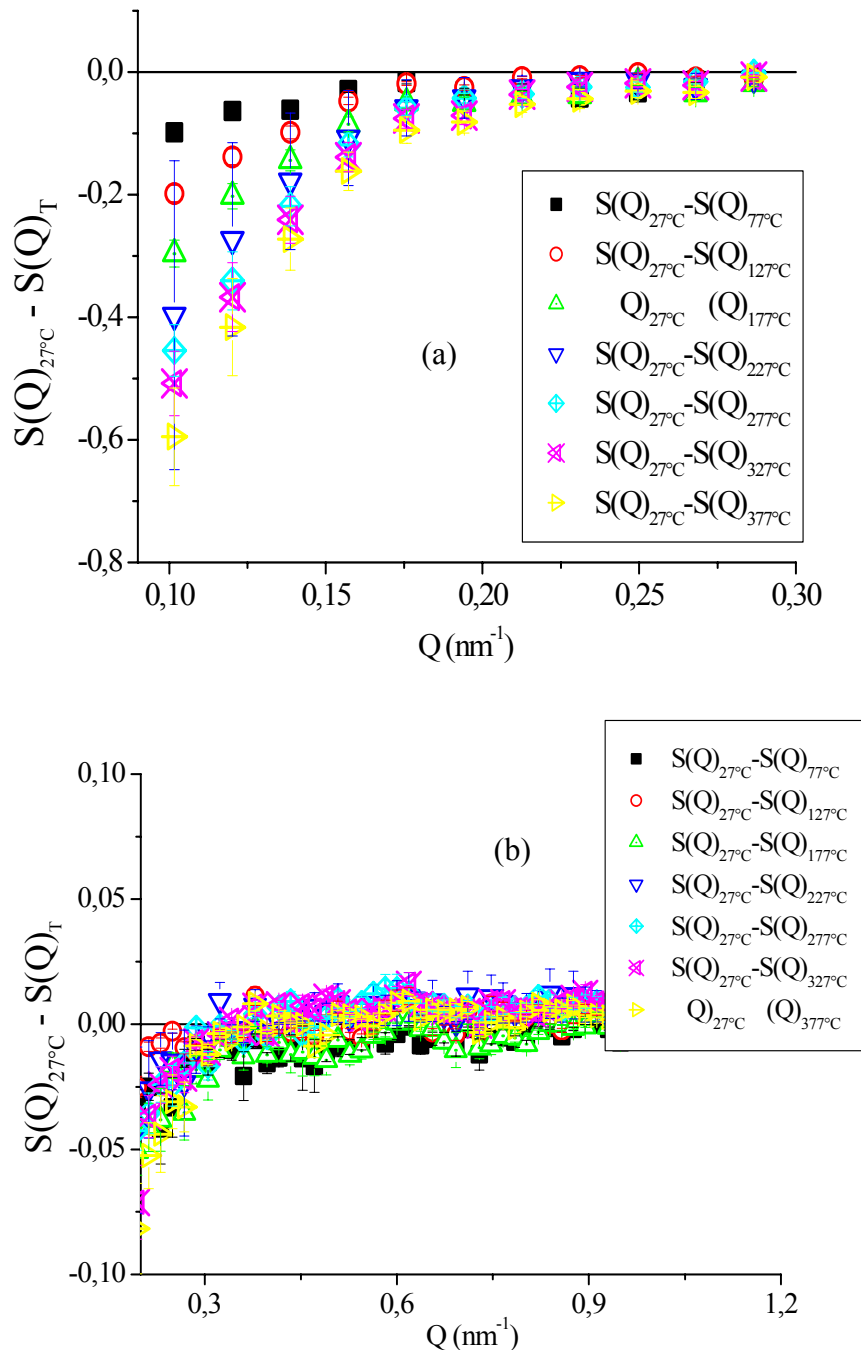 0,0
-0,2
-0,4
-0,6
-0,8
S(Q)27°C - S(Q)T
(a)
S(Q)27°C-S(Q)77°C
S(Q)27°C-S(Q)127°C
Q)27°C (Q)177°C
S(Q)27°C-S(Q)227°C
S(Q)27°C-S(Q)277°C
S(Q)27°C-S(Q)327°C
S(Q)27°C-S(Q)377°C
0,10 0,15 0,20 0,25 0,30
Q (nm-1)
0,10
0,05
0,00
-0,05
-0,10
S(Q)27°C - S(Q)T
(b)
S(Q)27°C-S(Q)77°C
S(Q)27°C-S(Q)127°C
S(Q)27°C-S(Q)177°C
S(Q)27°C-S(Q)227°C
S(Q)27°C-S(Q)277°C
S(Q)27°C-S(Q)327°C
Q)27°C (Q)377°C
0,3 0,6 0,9 1,2
Q (nm-1)